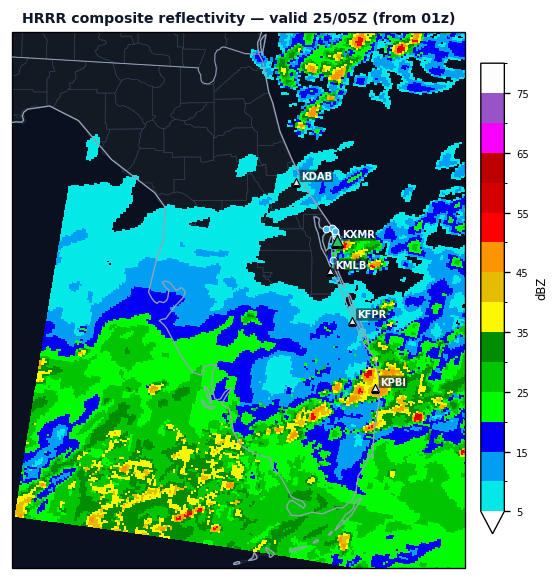 HRRR composite reflectivity — valid 25/05Z (from 01z)
KDAB
KXMR
KMLB
KFPR
KPBI
75
65
55
45
35
25
15
5
dBZ